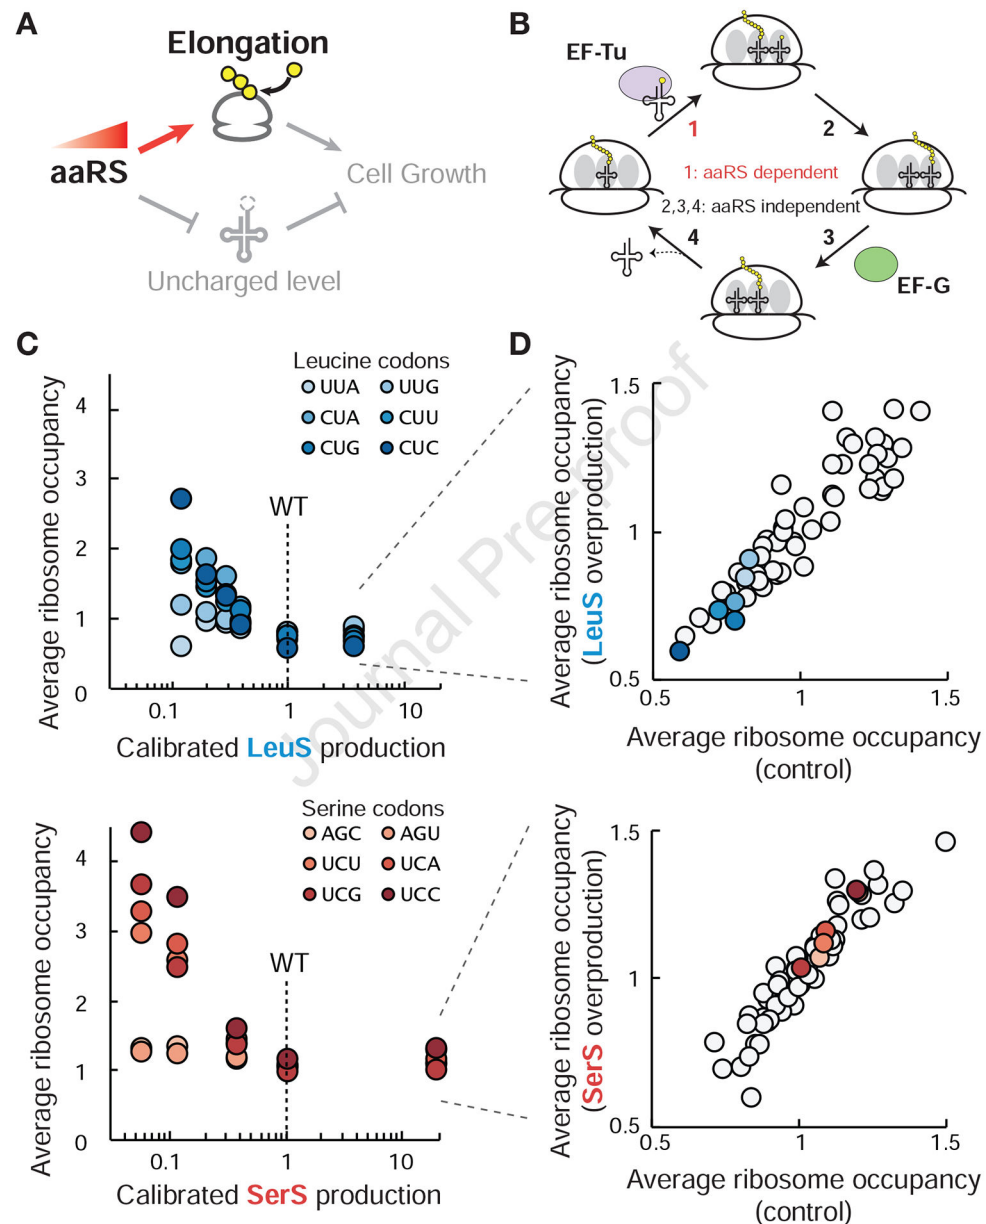 A
Elongation
aaRS
Cell Growth
Uncharged level
B
EF-Tu
1
2
1: aaRS dependent
2,3,4: aaRS independent
4
3
EF-G
C
Average ribosome occupancy
4
3
2
1
0
Leucine codons
UUA UUG
CUA CUU
CUG CUC
WT
0.1 1 10
Calibrated LeuS production
D
Average ribosome occupancy
(LeuS overproduction)
1.5
1
0.5
0.5 1 1.5
Average ribosome occupancy
(control)
Journal Pre-proof
Average ribosome occupancy
4
3
2
1
0
Serine codons
AGC AGU
UCU UCA
UCG UCC
WT
0.1 1 10
Calibrated SerS production
Average ribosome occupancy
(SerS overproduction)
1.5
1
0.5
0.5 1 1.5
Average ribosome occupancy
(control)